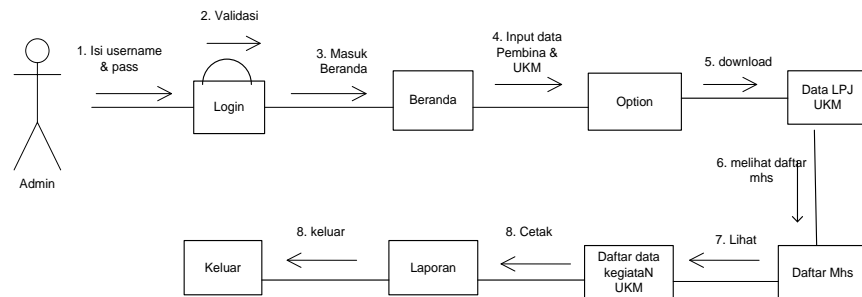 2. Validasi
1. Isi username
& pass
3. Masuk
Beranda
4. Input data
Pembina &
UKM
5. download
Login
Beranda
Option
Data LPJ
UKM
Admin
6. melihat daftar
mhs
8. keluar
8. Cetak
7. Lihat
Keluar
Laporan
Daftar data
kegiataN
UKM
Daftar Mhs